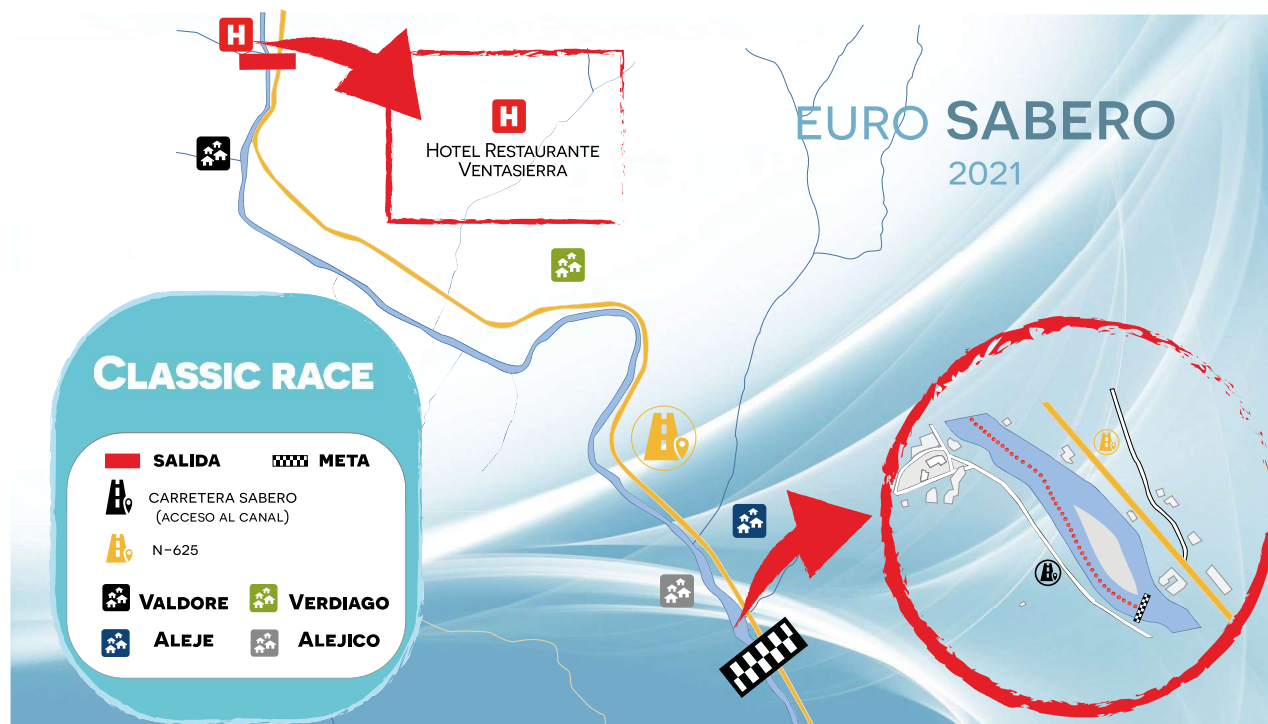 H
H
HOTEL RESTAURANTE
VENTASIERRA
EURO SABERO
2021
CLASSIC RACE
SALIDA
META
CARRETERA SABERO
(ACCESO AL CANAL)
N-625
VALDORE
VERDIAGO
ALEJE
ALEJICO